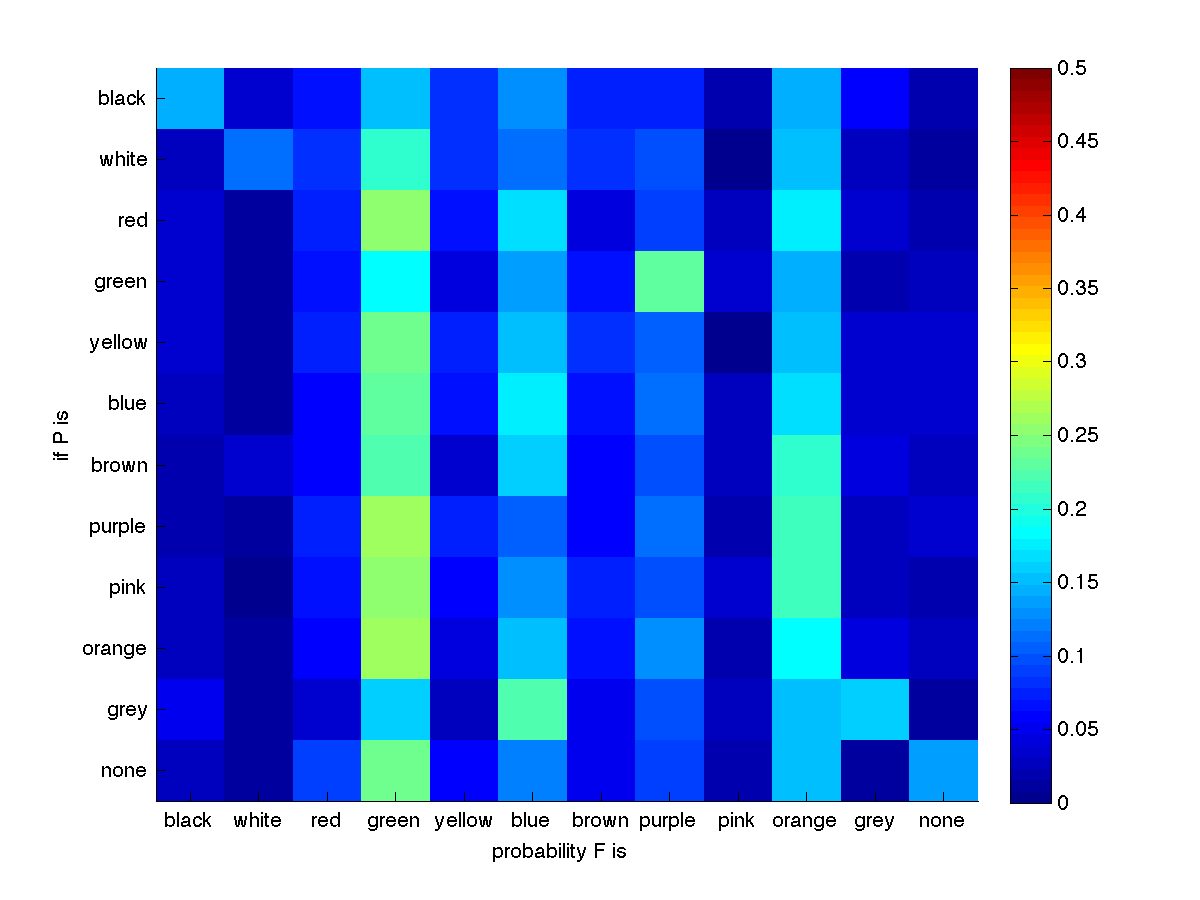 black
white
red
green
yellow
blue
brown
purple
pink
orange
grey
none
if P is
black white red green yellow blue brown purple pink orange grey none
probability F is
0.5
0.45
0.4
0.35
0.3
0.25
0.2
0.15
0.1
0.05
0